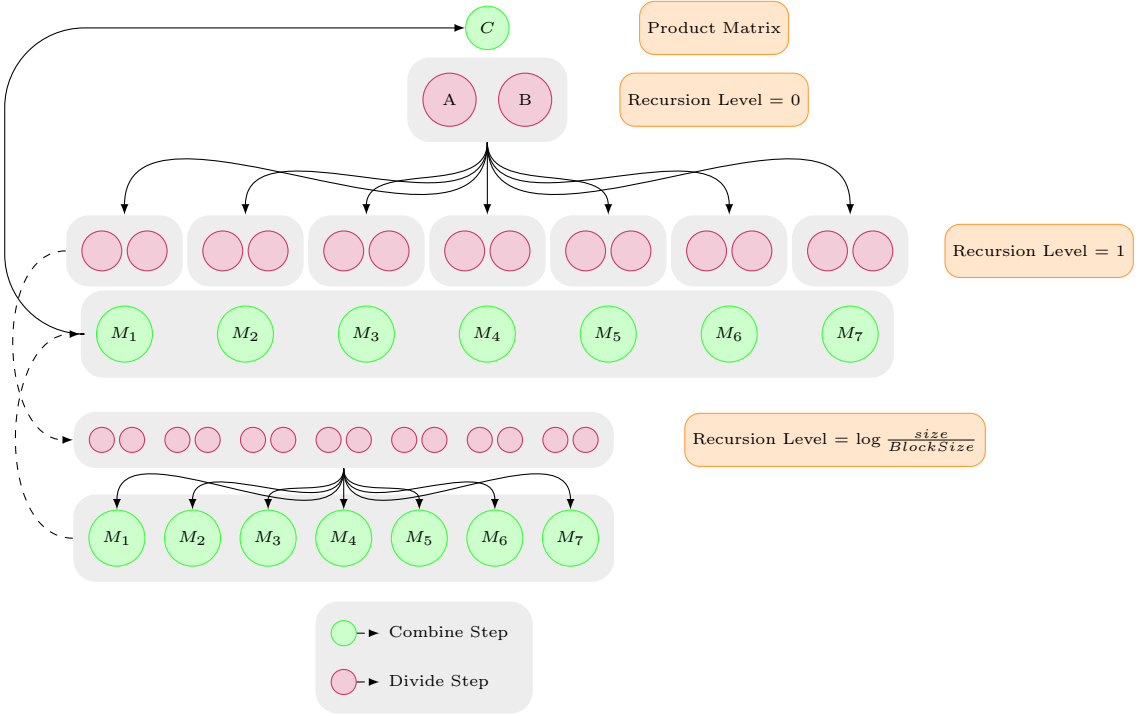 C
Product Matrix
A B
Recursion Level = 0
Recursion Level = 1
M₁ M₂ M₃ M₄ M₅ M₆ M₇
Recursion Level = log size/BlockSize
M₁ M₂ M₃ M₄ M₅ M₆ M₇
Combine Step
Divide Step